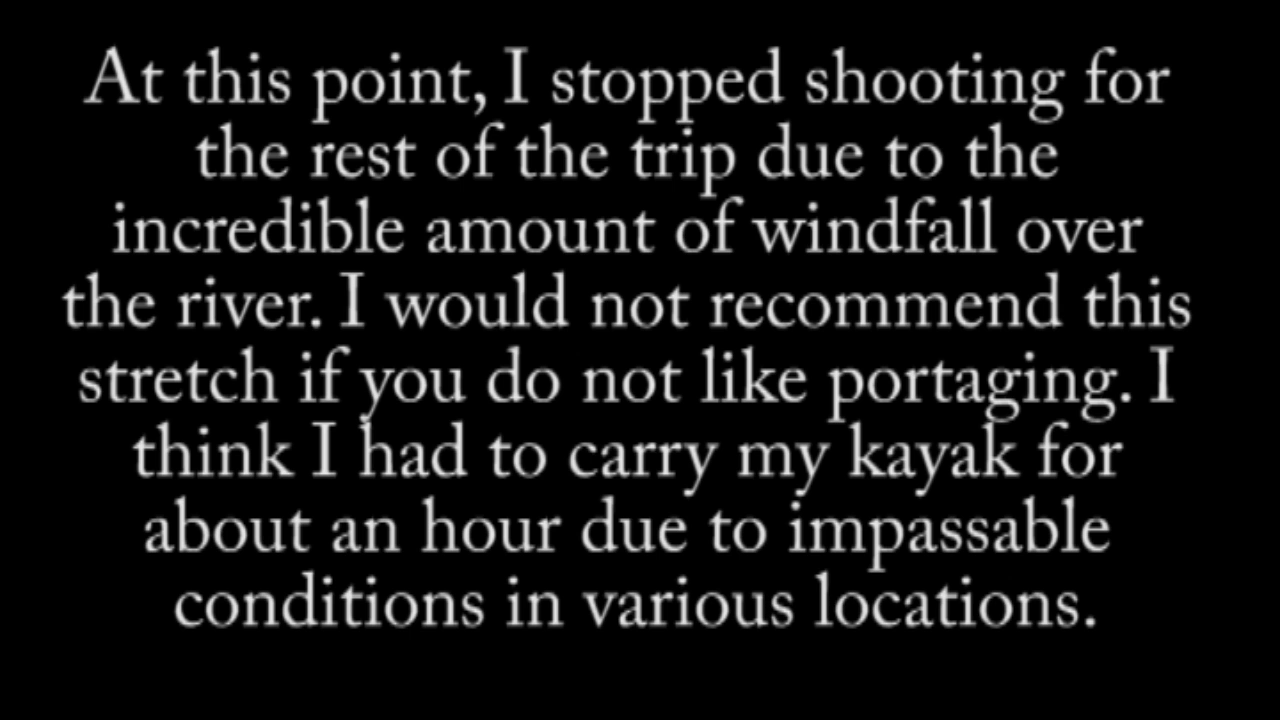 At this point, I stopped shooting for
the rest of the trip due to the
incredible amount of windfall over
the river. I would not recommend this
stretch if you do not like portaging. I
think I had to carry my kayak for
about an hour due to impassable
conditions in various locations.